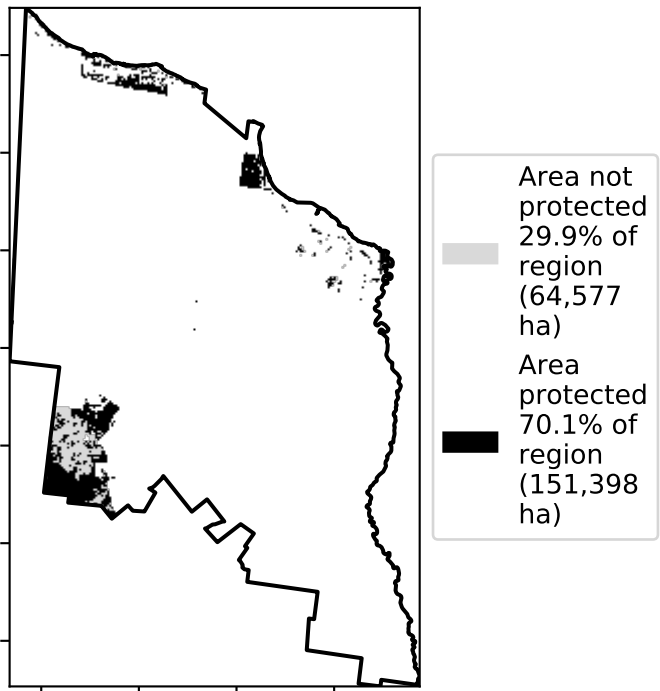 Area not
protected
29.9% of
region
(64,577
ha)
Area
protected
70.1% of
region
(151,398
ha)